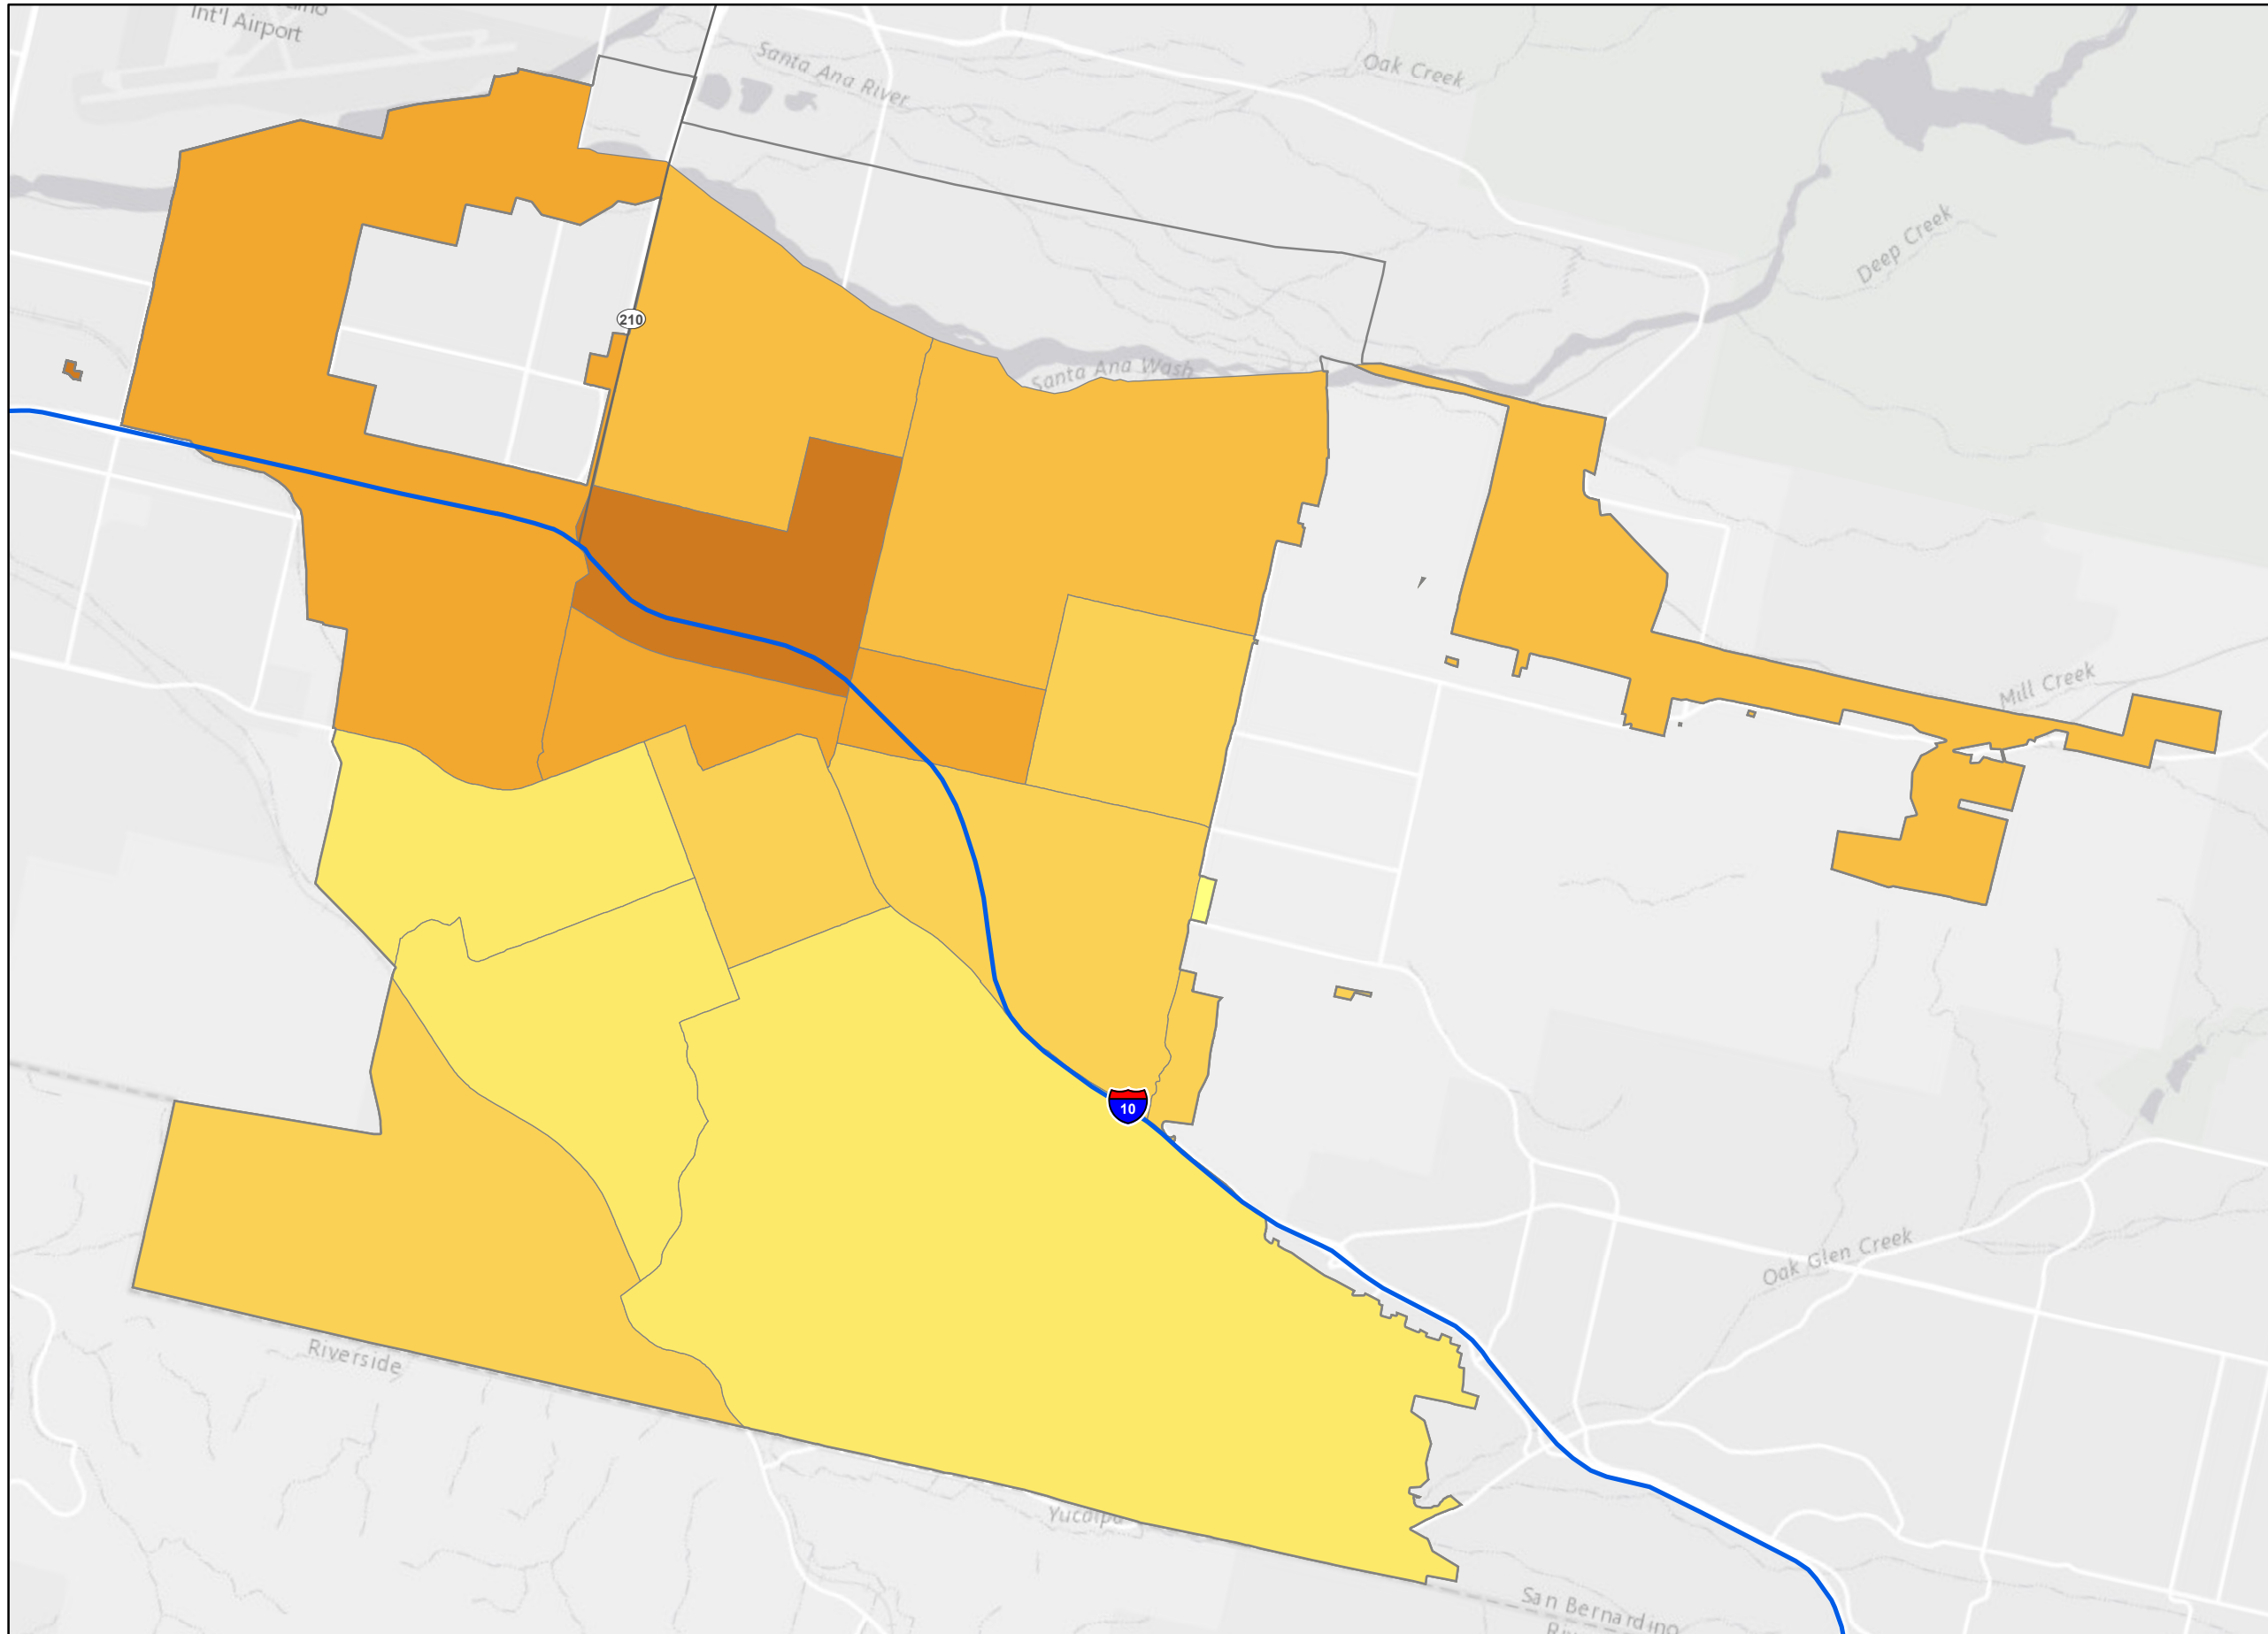 Int'l Airport
Santa Ana River
Oak Creek
Deep Creek
210
Santa Ana Wash
Mill Creek
10
Oak Glen Creek
Riverside
Yucaipa
San Bernardino